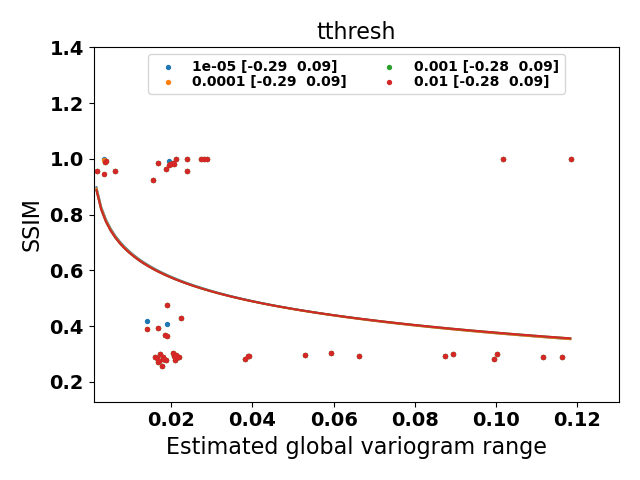 tthresh
1e-05 [-0.29  0.09]
0.0001 [-0.29  0.09]
0.001 [-0.28  0.09]
0.01 [-0.28  0.09]
1.4
1.2
1.0
0.8
0.6
0.4
0.2
SSIM
0.02 0.04 0.06 0.08 0.10 0.12
Estimated global variogram range